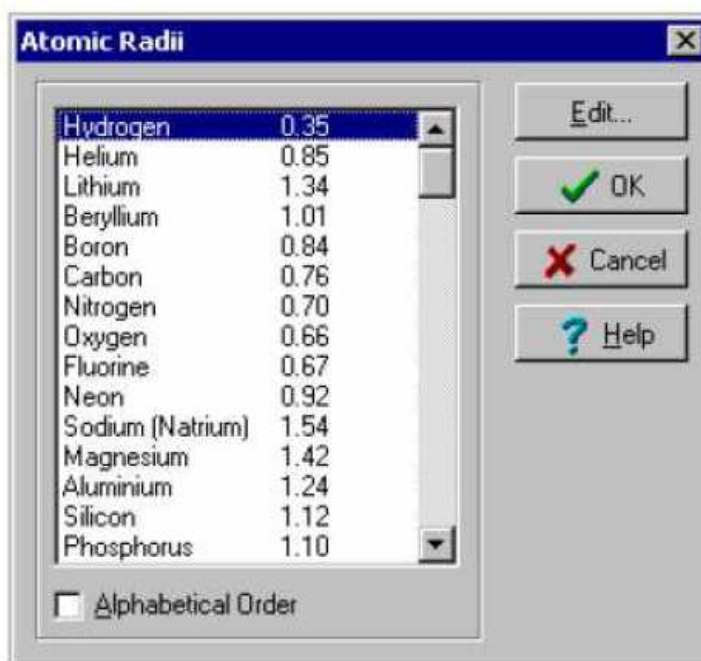 Atomic Radii
Hydrogen 0.35
Helium 0.85
Lithium 1.34
Beryllium 1.01
Boron 0.84
Carbon 0.76
Nitrogen 0.70
Oxygen 0.66
Fluorine 0.67
Neon 0.92
Sodium (Natrium) 1.54
Magnesium 1.42
Aluminium 1.24
Silicon 1.12
Phosphorus 1.10
Alphabetical Order
Edit...
OK
Cancel
Help